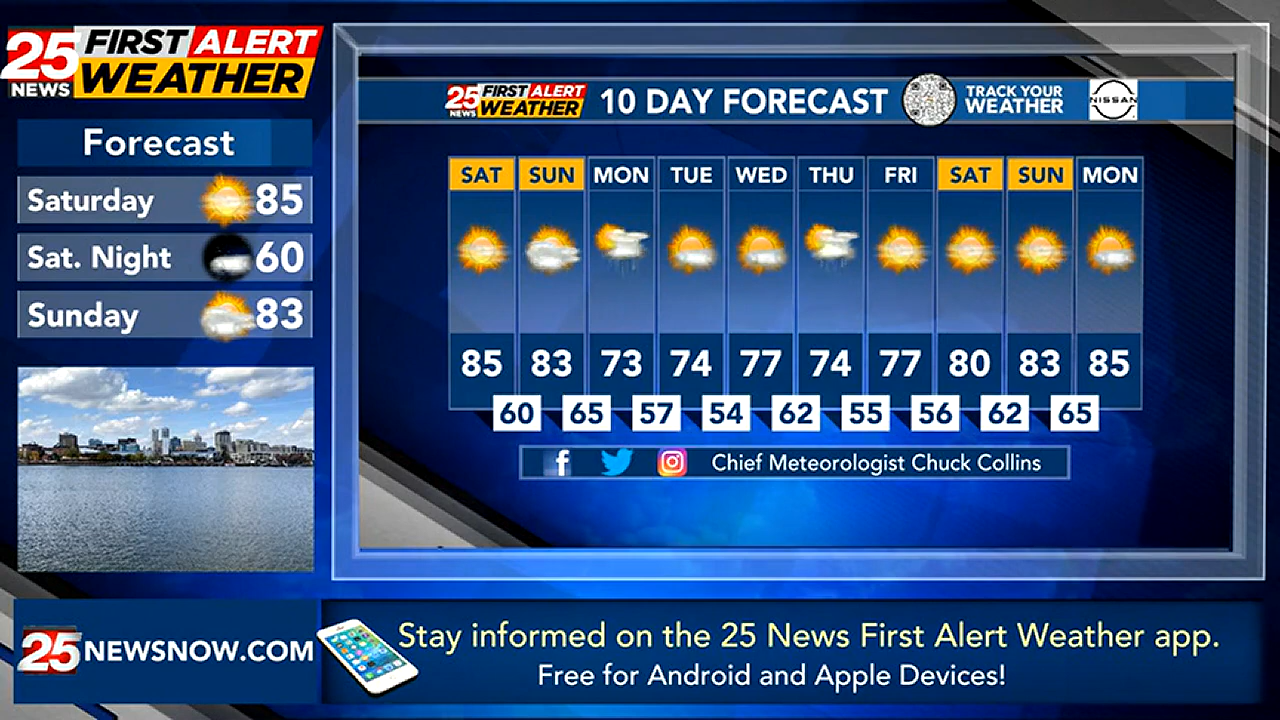 25 NEWS FIRST ALERT WEATHER
Forecast
Saturday 85
Sat. Night 60
Sunday 83
25 NEWS FIRST ALERT WEATHER 10 DAY FORECAST TRACK YOUR WEATHER NISSAN
SAT SUN MON TUE WED THU FRI SAT SUN MON
85 83 73 74 77 74 77 80 83 85
60 65 57 54 62 55 56 62 65
Chief Meteorologist Chuck Collins
25 NEWSNOW.COM
Stay informed on the 25 News First Alert Weather app.
Free for Android and Apple Devices!